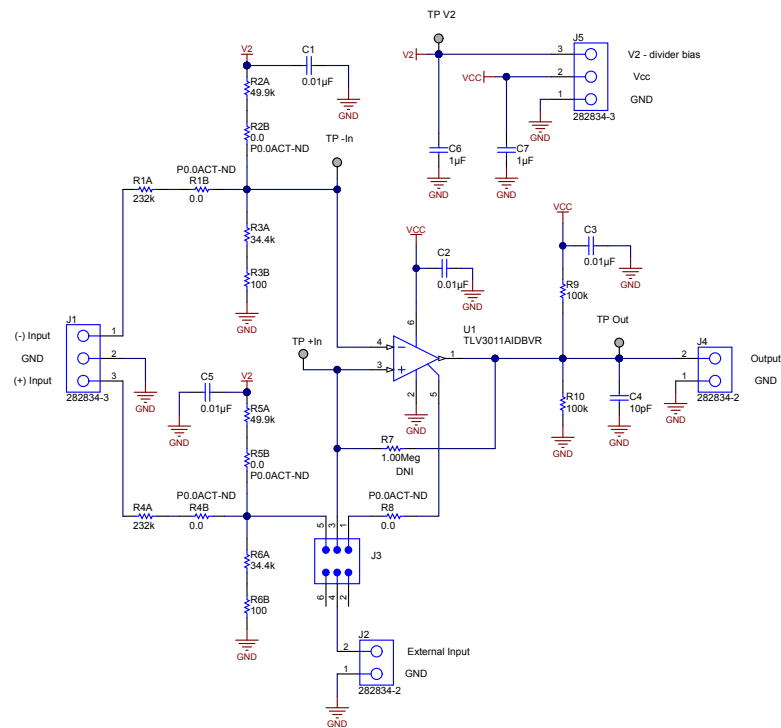 TP V2
V2
C1
0.01µF
GND
R2A
49.9k
R2B
0.0
P0.0ACT-ND
TP -In
V2
VCC
C6
1µF
GND
C7
1µF
GND
J5
3
2
1
282834-3
V2 - divider bias
Vcc
GND
GND
P0.0ACT-ND
R1A
232k
R1B
0.0
R3A
34.4k
R3B
100
GND
VCC
C2
0.01µF
GND
VCC
C3
0.01µF
GND
R9
100k
J1
(-) Input
GND
(+) Input
1
2
3
282834-3
GND
TP +In
U1
TLV3011AIDBVR
6
4
3
1
2
5
GND
TP Out
R10
100k
GND
C4
10pF
GND
J4
2
1
Output
GND
282834-2
GND
C5
0.01µF
GND
V2
R5A
49.9k
R5B
0.0
P0.0ACT-ND
R7
1.00Meg
DNI
P0.0ACT-ND
R4A
232k
R4B
0.0
P0.0ACT-ND
R8
0.0
R6A
34.4k
R6B
100
GND
5
3
1
J3
6
4
2
J2
2
1
External Input
GND
282834-2
GND